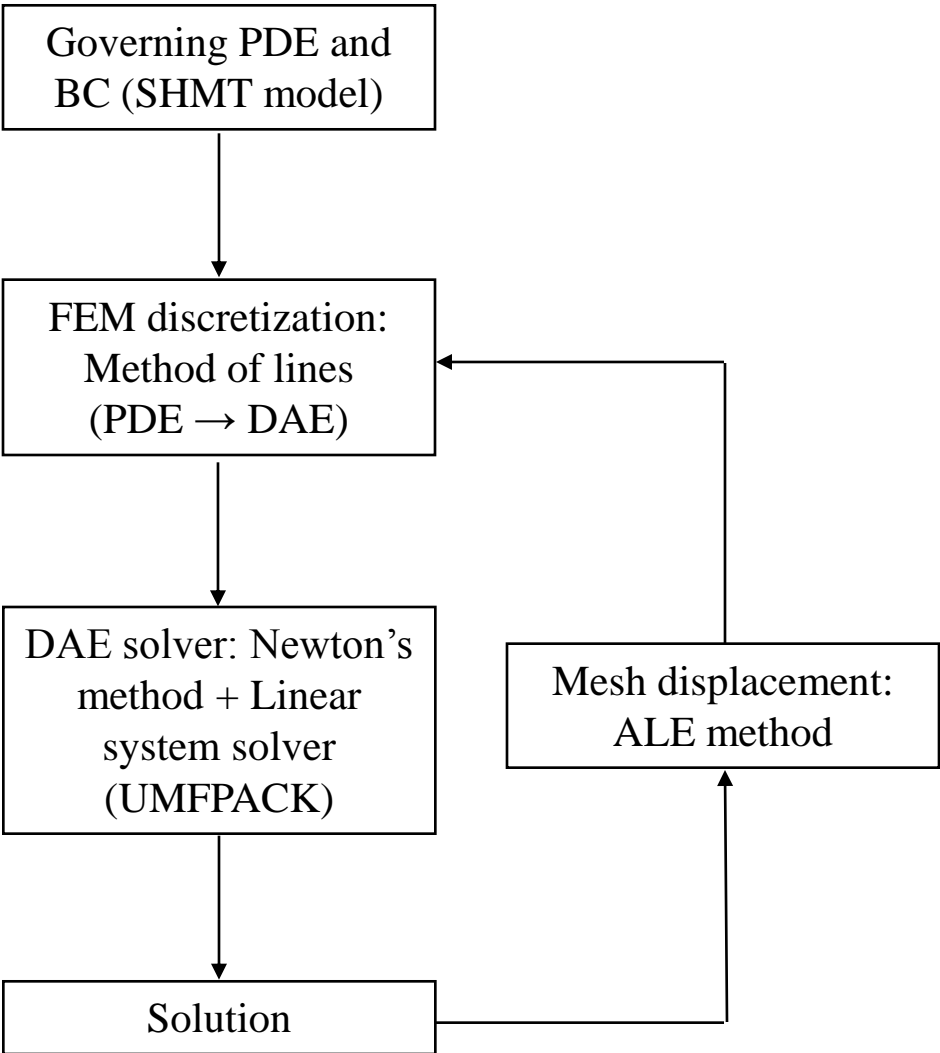 Governing PDE and
BC (SHMT model)
FEM discretization:
Method of lines
(PDE → DAE)
DAE solver: Newton’s
method + Linear
system solver
(UMFPACK)
Mesh displacement:
ALE method
Solution